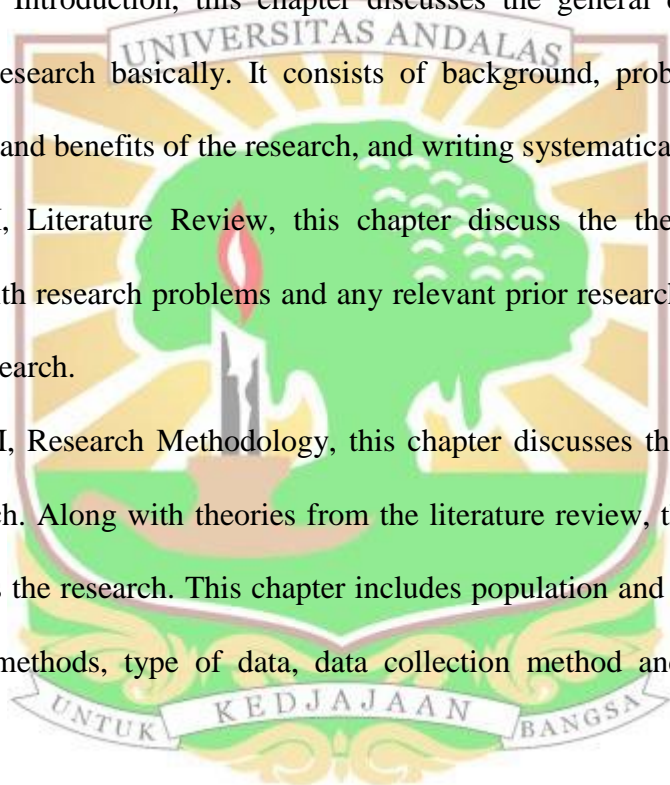 Introduction, this chapter discusses the general
UNIVERSITAS ANDALAS
esearch basically. It consists of background, prob
and benefits of the research, and writing systematica
, Literature Review, this chapter discuss the the
th research problems and any relevant prior research
earch.
I, Research Methodology, this chapter discusses th
ch. Along with theories from the literature review, t
s the research. This chapter includes population and
methods, type of data, data collection method an
UNTUK KEDJAJAAN BANGSA